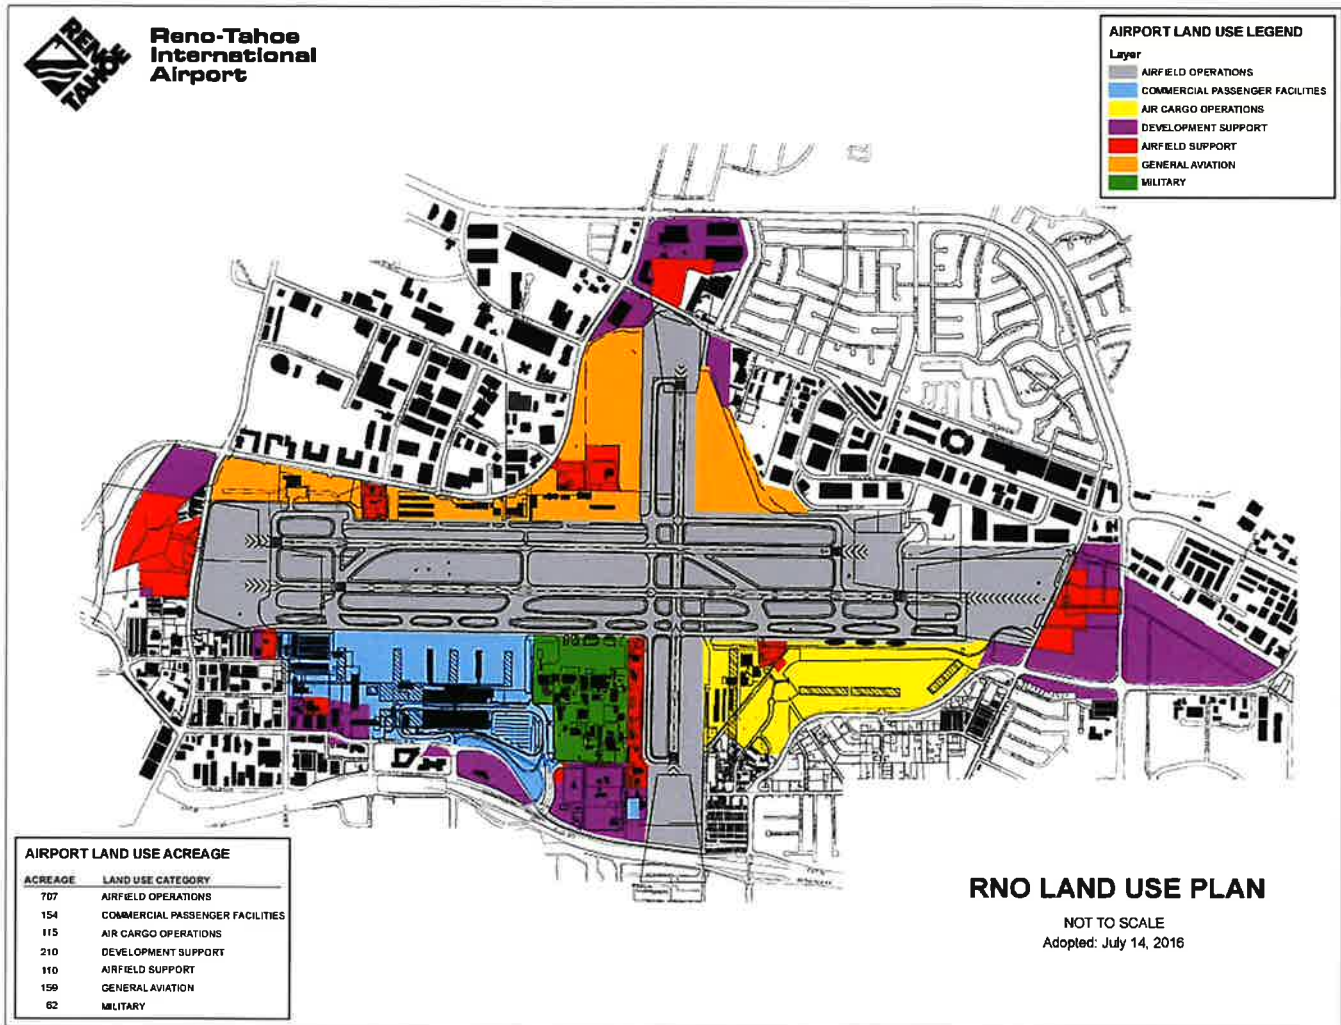 RENO
TAHOE
Reno-Tahoe
International
Airport
AIRPORT LAND USE LEGEND
Layer
AIRFIELD OPERATIONS
COMMERCIAL PASSENGER FACILITIES
AIR CARGO OPERATIONS
DEVELOPMENT SUPPORT
AIRFIELD SUPPORT
GENERAL AVIATION
MILITARY
AIRPORT LAND USE ACREAGE
ACREAGE LAND USE CATEGORY
707 AIRFIELD OPERATIONS
154 COMMERCIAL PASSENGER FACILITIES
115 AIR CARGO OPERATIONS
210 DEVELOPMENT SUPPORT
110 AIRFIELD SUPPORT
159 GENERAL AVIATION
62 MILITARY
RNO LAND USE PLAN
NOT TO SCALE
Adopted: July 14, 2016